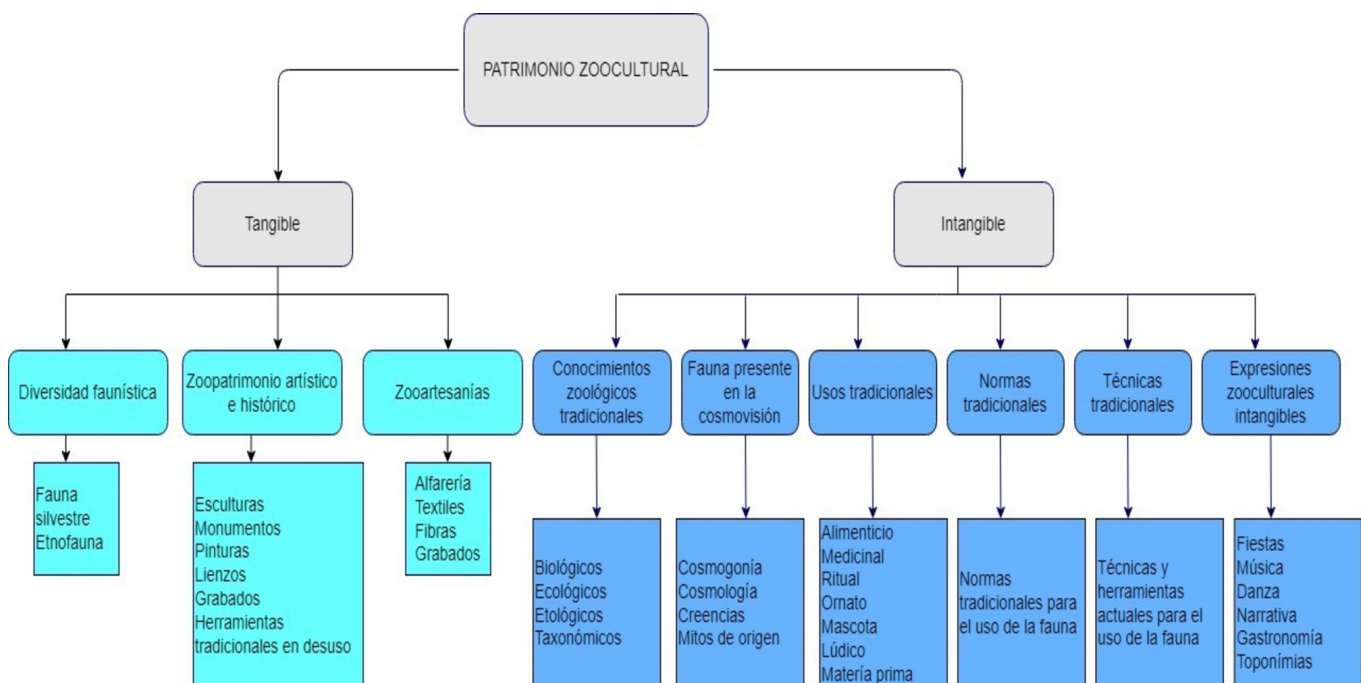 PATRIMONIO ZOOCULTURAL
Tangible
Intangible
Diversidad faunística
Zoopatrimonio artístico
e histórico
Zooartesanías
Conocimientos
zoológicos
tradicionales
Fauna presente
en la
cosmovisión
Usos tradicionales
Normas
tradicionales
Técnicas
tradicionales
Expresiones
zooculturales
intangibles
Fauna
silvestre
Etnofauna
Esculturas
Monumentos
Pinturas
Lienzos
Grabados
Herramientas
tradicionales en desuso
Alfarería
Textiles
Fibras
Grabados
Biológicos
Ecológicos
Etológicos
Taxonómicos
Cosmogonía
Cosmología
Creencias
Mitos de origen
Alimenticio
Medicinal
Ritual
Ornato
Mascota
Lúdico
Matería prima
Normas
tradicionales para
el uso de la fauna
Técnicas y
herramientas
actuales para el
uso de la fauna
Fiestas
Música
Danza
Narrativa
Gastronomía
Toponímias